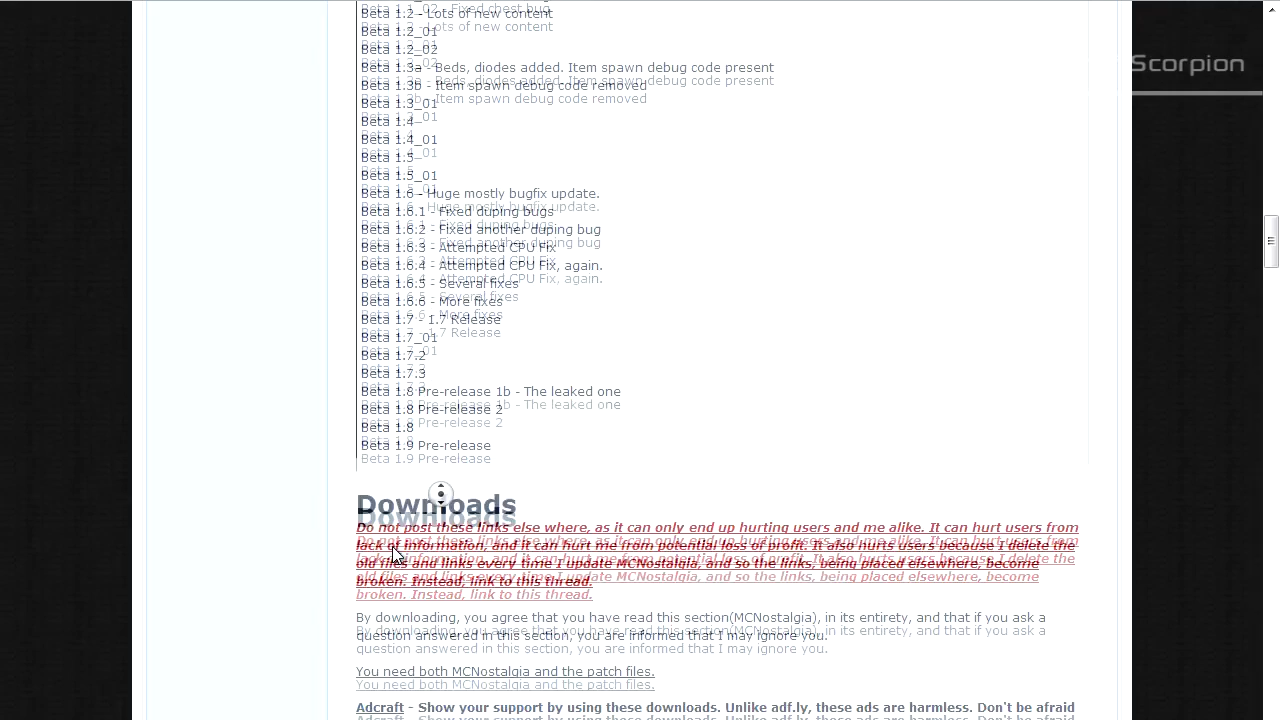 Beta 1.1_02 - Fixed chest bug
Beta 1.2 - Lots of new content
Beta 1.2_01
Beta 1.2_02
Beta 1.3a - Beds, diodes added. Item spawn debug code present
Beta 1.3b - Item spawn debug code removed
Beta 1.3_01
Beta 1.4
Beta 1.4_01
Beta 1.5
Beta 1.5_01
Beta 1.6 - Huge mostly bugfix update.
Beta 1.6.1 - Fixed duping bugs
Beta 1.6.2 - Fixed another duping bug
Beta 1.6.3 - Attempted CPU Fix
Beta 1.6.4 - Attempted CPU Fix, again.
Beta 1.6.5 - Several fixes
Beta 1.6.6 - More fixes
Beta 1.7 - 1.7 Release
Beta 1.7_01
Beta 1.7.2
Beta 1.7.3
Beta 1.8 Pre-release 1b - The leaked one
Beta 1.8 Pre-release 2
Beta 1.8
Beta 1.9 Pre-release
Scorpion
Downloads
Do not post these links else where, as it can only end up hurting users and me alike. It can hurt users from
lack of information, and it can hurt me from potential loss of profit. It also hurts users because I delete the
old files and links every time I update MCNostalgia, and so the links, being placed elsewhere, become
broken. Instead, link to this thread.
By downloading, you agree that you have read this section(MCNostalgia), in its entirety, and that if you ask a
question answered in this section, you are informed that I may ignore you.
You need both MCNostalgia and the patch files.
Adcraft - Show your support by using these downloads. Unlike adf.ly, these ads are harmless. Don't be afraid